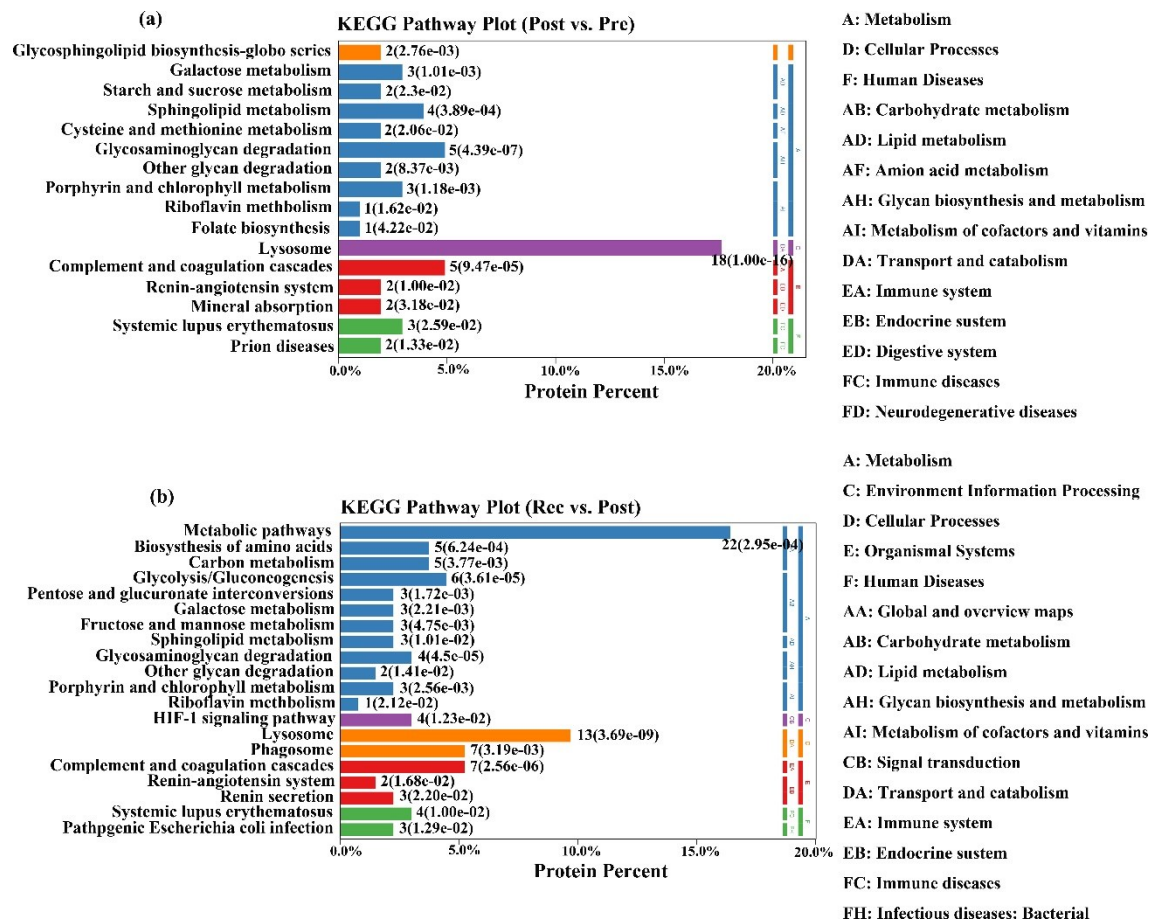 (a)
KEGG Pathway Plot (Post vs. Pre)
Glycosphingolipid biosynthesis-globo series 2(2.76e-03)
Galactose metabolism 3(1.01e-03)
Starch and sucrose metabolism 2(2.3e-02)
Sphingolipid metabolism 4(3.89e-04)
Cysteine and methionine metabolism 2(2.06e-02)
Glycosaminoglycan degradation 5(4.39e-07)
Other glycan degradation 2(8.37e-03)
Porphyrin and chlorophyll metabolism 3(1.18e-03)
Riboflavin methbolism 1(1.62e-02)
Folate biosynthesis 1(4.22e-02)
Lysosome 18(1.00e-16)
Complement and coagulation cascades 5(9.47e-05)
Renin-angiotensin system 2(1.00e-02)
Mineral absorption 2(3.18e-02)
Systemic lupus erythematosus 3(2.59e-02)
Prion diseases 2(1.33e-02)
0.0% 5.0% 10.0% 15.0% 20.0%
Protein Percent
A: Metabolism
D: Cellular Processes
F: Human Diseases
AB: Carbohydrate metabolism
AD: Lipid metabolism
AF: Amion acid metabolism
AH: Glycan biosynthesis and metabolism
AI: Metabolism of cofactors and vitamins
DA: Transport and catabolism
EA: Immune system
EB: Endocrine sustem
ED: Digestive system
FC: Immune diseases
FD: Neurodegenerative diseases
(b)
KEGG Pathway Plot (Rec vs. Post)
Metabolic pathways 22(2.95e-04)
Biosynthesis of amino acids 5(6.24e-04)
Carbon metabolism 5(3.77e-03)
Glycolysis/Gluconcogenesis 6(3.61e-05)
Pentose and glucuronate interconversions 3(1.72e-03)
Galactose metabolism 3(2.21e-03)
Fructose and mannose metabolism 3(4.75e-03)
Sphingolipid metabolism 3(1.01e-02)
Glycosaminoglycan degradation 4(4.5e-05)
Other glycan degradation 2(1.41e-02)
Porphyrin and chlorophyll metabolism 3(2.56e-03)
Riboflavin methbolism 1(2.12e-02)
HIF-1 signaling pathway 4(1.23e-02)
Lysosome 13(3.69e-09)
Phagosome 7(3.19e-03)
Complement and coagulation cascades 7(2.56e-06)
Renin-angiotensin system 2(1.68e-02)
Renin secretion 3(2.20e-02)
Systemic lupus erythematosus 4(1.00e-02)
Pathpgenic Escherichia coli infection 3(1.29e-02)
0.0% 5.0% 10.0% 15.0% 20.0%
Protein Percent
A: Metabolism
C: Environment Information Processing
D: Cellular Processes
E: Organismal Systems
F: Human Diseases
AA: Global and overview maps
AB: Carbohydrate metabolism
AD: Lipid metabolism
AH: Glycan biosynthesis and metabolism
AI: Metabolism of cofactors and vitamins
CB: Signal transduction
DA: Transport and catabolism
EA: Immune system
EB: Endocrine sustem
FC: Immune diseases
FH: Infectious diseases: Bacterial